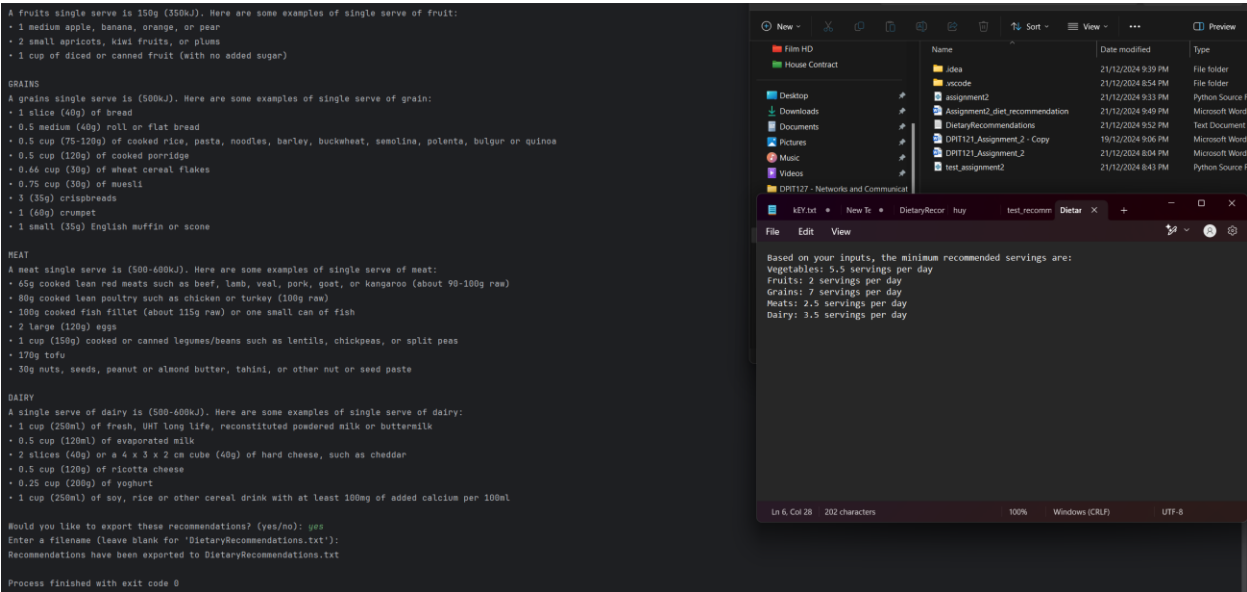 A fruits single serve is 150g (350kJ). Here are some examples of single serve of fruit:
• 1 medium apple, banana, orange, or pear
• 2 small apricots, kiwi fruits, or plums
• 1 cup of diced or canned fruit (with no added sugar)
GRAINS
A grains single serve is (500kJ). Here are some examples of single serve of grain:
• 1 slice (40g) of bread
• 0.5 medium (40g) roll or flat bread
• 0.5 cup (75-120g) of cooked rice, pasta, noodles, barley, buckwheat, semolina, polenta, bulgur or quinoa
• 0.5 cup (120g) of cooked porridge
• 0.66 cup (30g) of wheat cereal flakes
• 0.75 cup (30g) of muesli
• 3 (35g) crispbreads
• 1 (60g) crumpet
• 1 small (35g) English muffin or scone
MEAT
A meat single serve is (500-600kJ). Here are some examples of single serve of meat:
• 65g cooked lean red meats such as beef, lamb, veal, pork, goat, or kangaroo (about 90-100g raw)
• 80g cooked lean poultry such as chicken or turkey (100g raw)
• 100g cooked fish fillet (about 115g raw) or one small can of fish
• 2 large (120g) eggs
• 1 cup (150g) cooked or canned legumes/beans such as lentils, chickpeas, or split peas
• 170g tofu
• 30g nuts, seeds, peanut or almond butter, tahini, or other nut or seed paste
DAIRY
A single serve of dairy is (500-600kJ). Here are some examples of single serve of dairy:
• 1 cup (250ml) of fresh, UHT long life, reconstituted powdered milk or buttermilk
• 0.5 cup (120ml) of evaporated milk
• 2 slices (40g) or a 4 x 3 x 2 cm cube (40g) of hard cheese, such as cheddar
• 0.5 cup (120g) of ricotta cheese
• 0.25 cup (200g) of yoghurt
• 1 cup (250ml) of soy, rice or other cereal drink with at least 100mg of added calcium per 100ml
Would you like to export these recommendations? (yes/no): yes
Enter a filename (leave blank for 'DietaryRecommendations.txt'):
Recommendations have been exported to DietaryRecommendations.txt
Process finished with exit code 0
New Sort View ... Preview
Film HD
House Contract
Desktop
Downloads
Documents
Pictures
Music
Videos
DPIT127 - Networks and Communicat
Name Date modified Type
.idea 21/12/2024 9:39 PM File folder
.vscode 21/12/2024 8:54 PM File folder
assignment2 21/12/2024 9:33 PM Python Source F
Assignment2_diet_recommendation 21/12/2024 9:49 PM Microsoft Word
DietaryRecommendations 21/12/2024 9:52 PM Text Document
DPIT121_Assignment_2 - Copy 19/12/2024 9:06 PM Microsoft Word
DPIT121_Assignment_2 21/12/2024 8:04 PM Microsoft Word
test_assignment2 21/12/2024 8:43 PM Python Source F
kEY.txt New Te DietaryRecor huy test_recomm Dietar
File Edit View
Based on your inputs, the minimum recommended servings are:
Vegetables: 5.5 servings per day
Fruits: 2 servings per day
Grains: 7 servings per day
Meats: 2.5 servings per day
Dairy: 3.5 servings per day
Ln 6, Col 28 202 characters 100% Windows (CRLF) UTF-8